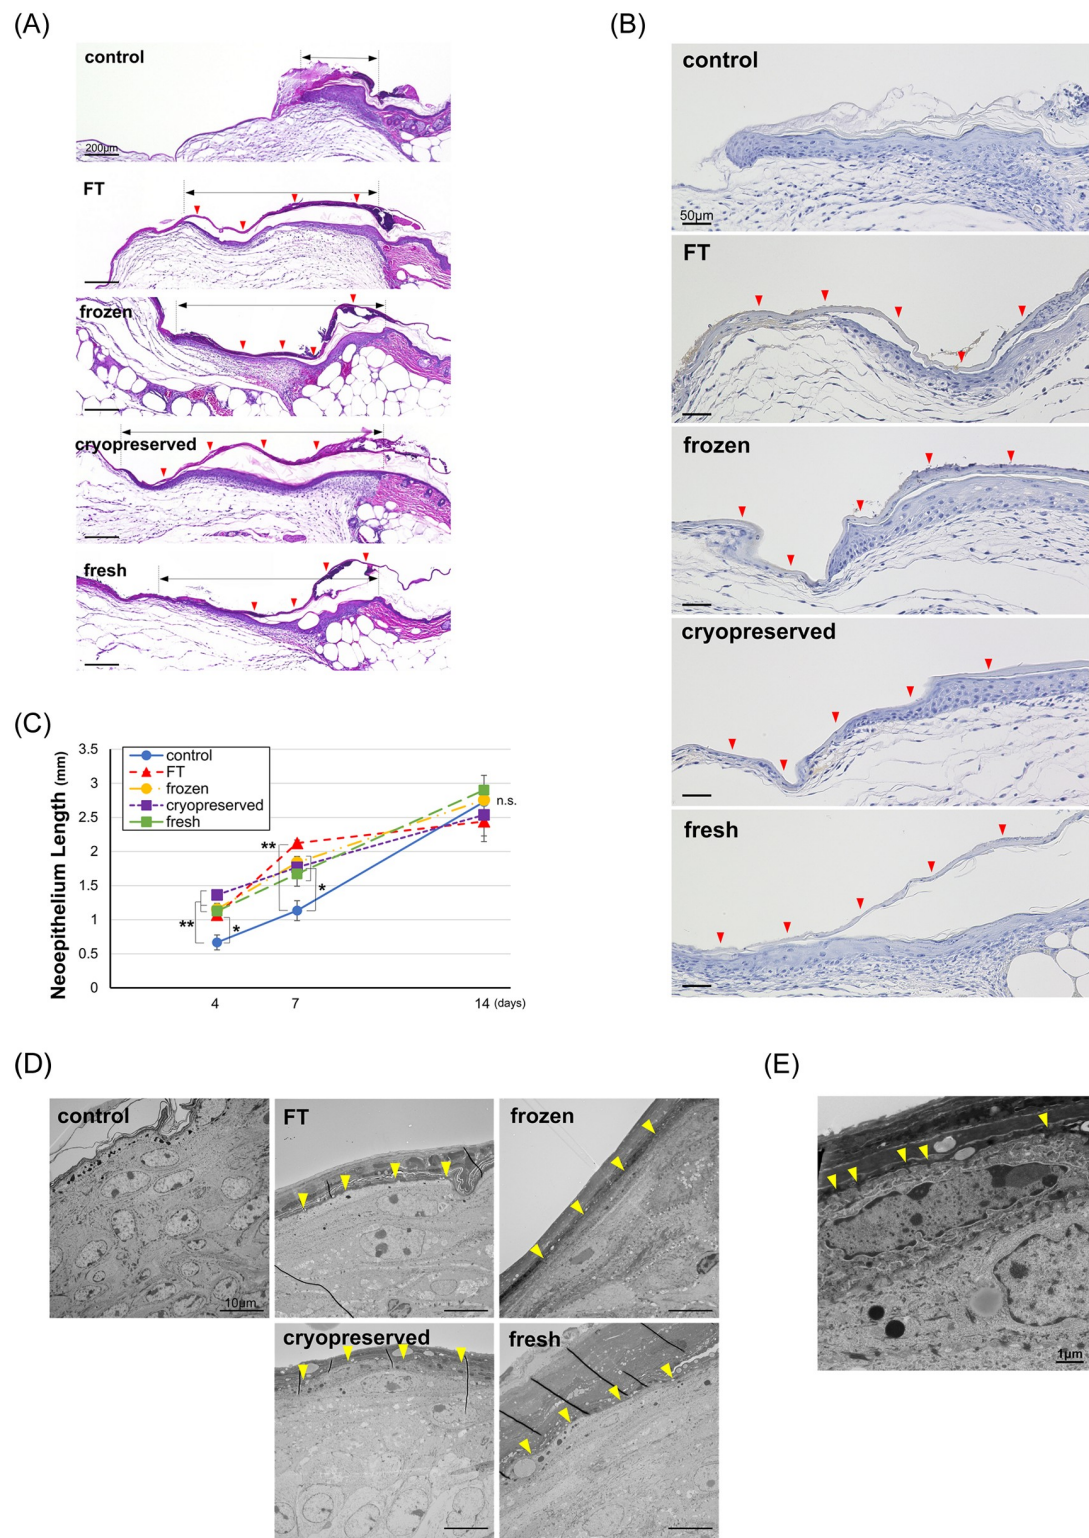 (A)
control
200μm
FT
frozen
cryopreserved
fresh
(B)
control
50μm
FT
frozen
cryopreserved
fresh
(C)
Neoepithelium Length (mm)
3.5
3
2.5
2
1.5
1
0.5
0
control
FT
frozen
cryopreserved
fresh
**
*
**
*
n.s.
4
7
14 (days)
(D)
control
10μm
FT
frozen
cryopreserved
fresh
(E)
1μm